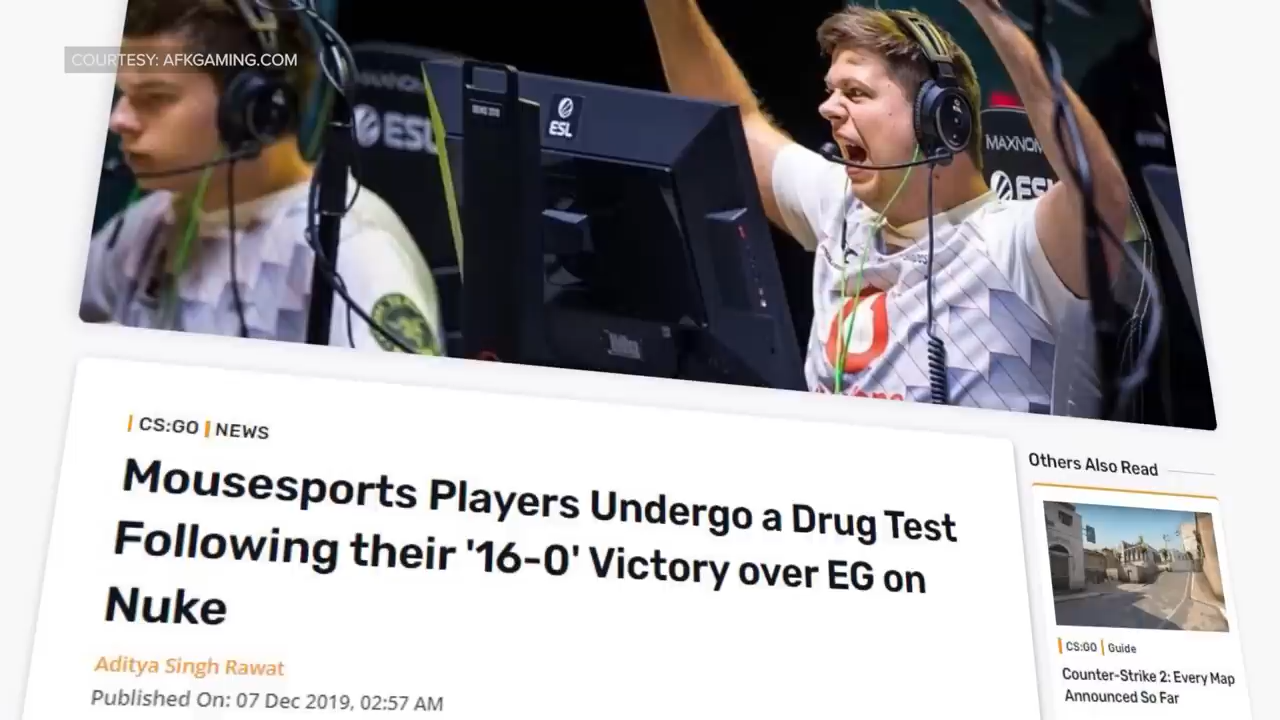 COURTESY: AFKGAMING.COM
ESL
ESL
MAXNOM
ESL
CS:GO | NEWS
Mousesports Players Undergo a Drug Test
Following their '16-0' Victory over EG on
Nuke
Aditya Singh Rawat
Published On: 07 Dec 2019, 02:57 AM
Others Also Read
CS:GO | Guide
Counter-Strike 2: Every Map
Announced So Far